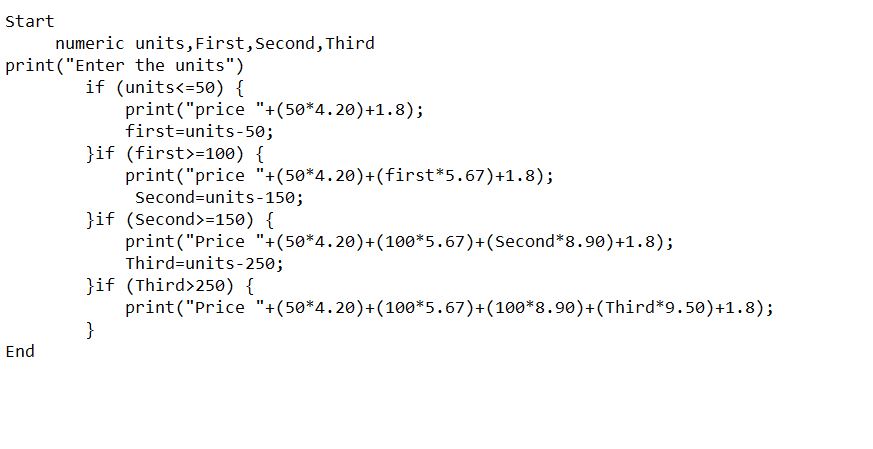 Start
numeric units,First,Second,Third
print("Enter the units")
if (units<=50) {
print("price "+(50*4.20)+1.8);
first=units-50;
}if (first>=100) {
print("price "+(50*4.20)+(first*5.67)+1.8);
Second=units-150;
}if (Second>=150) {
print("Price "+(50*4.20)+(100*5.67)+(Second*8.90)+1.8);
Third=units-250;
}if (Third>250) {
print("Price "+(50*4.20)+(100*5.67)+(100*8.90)+(Third*9.50)+1.8);
}
End